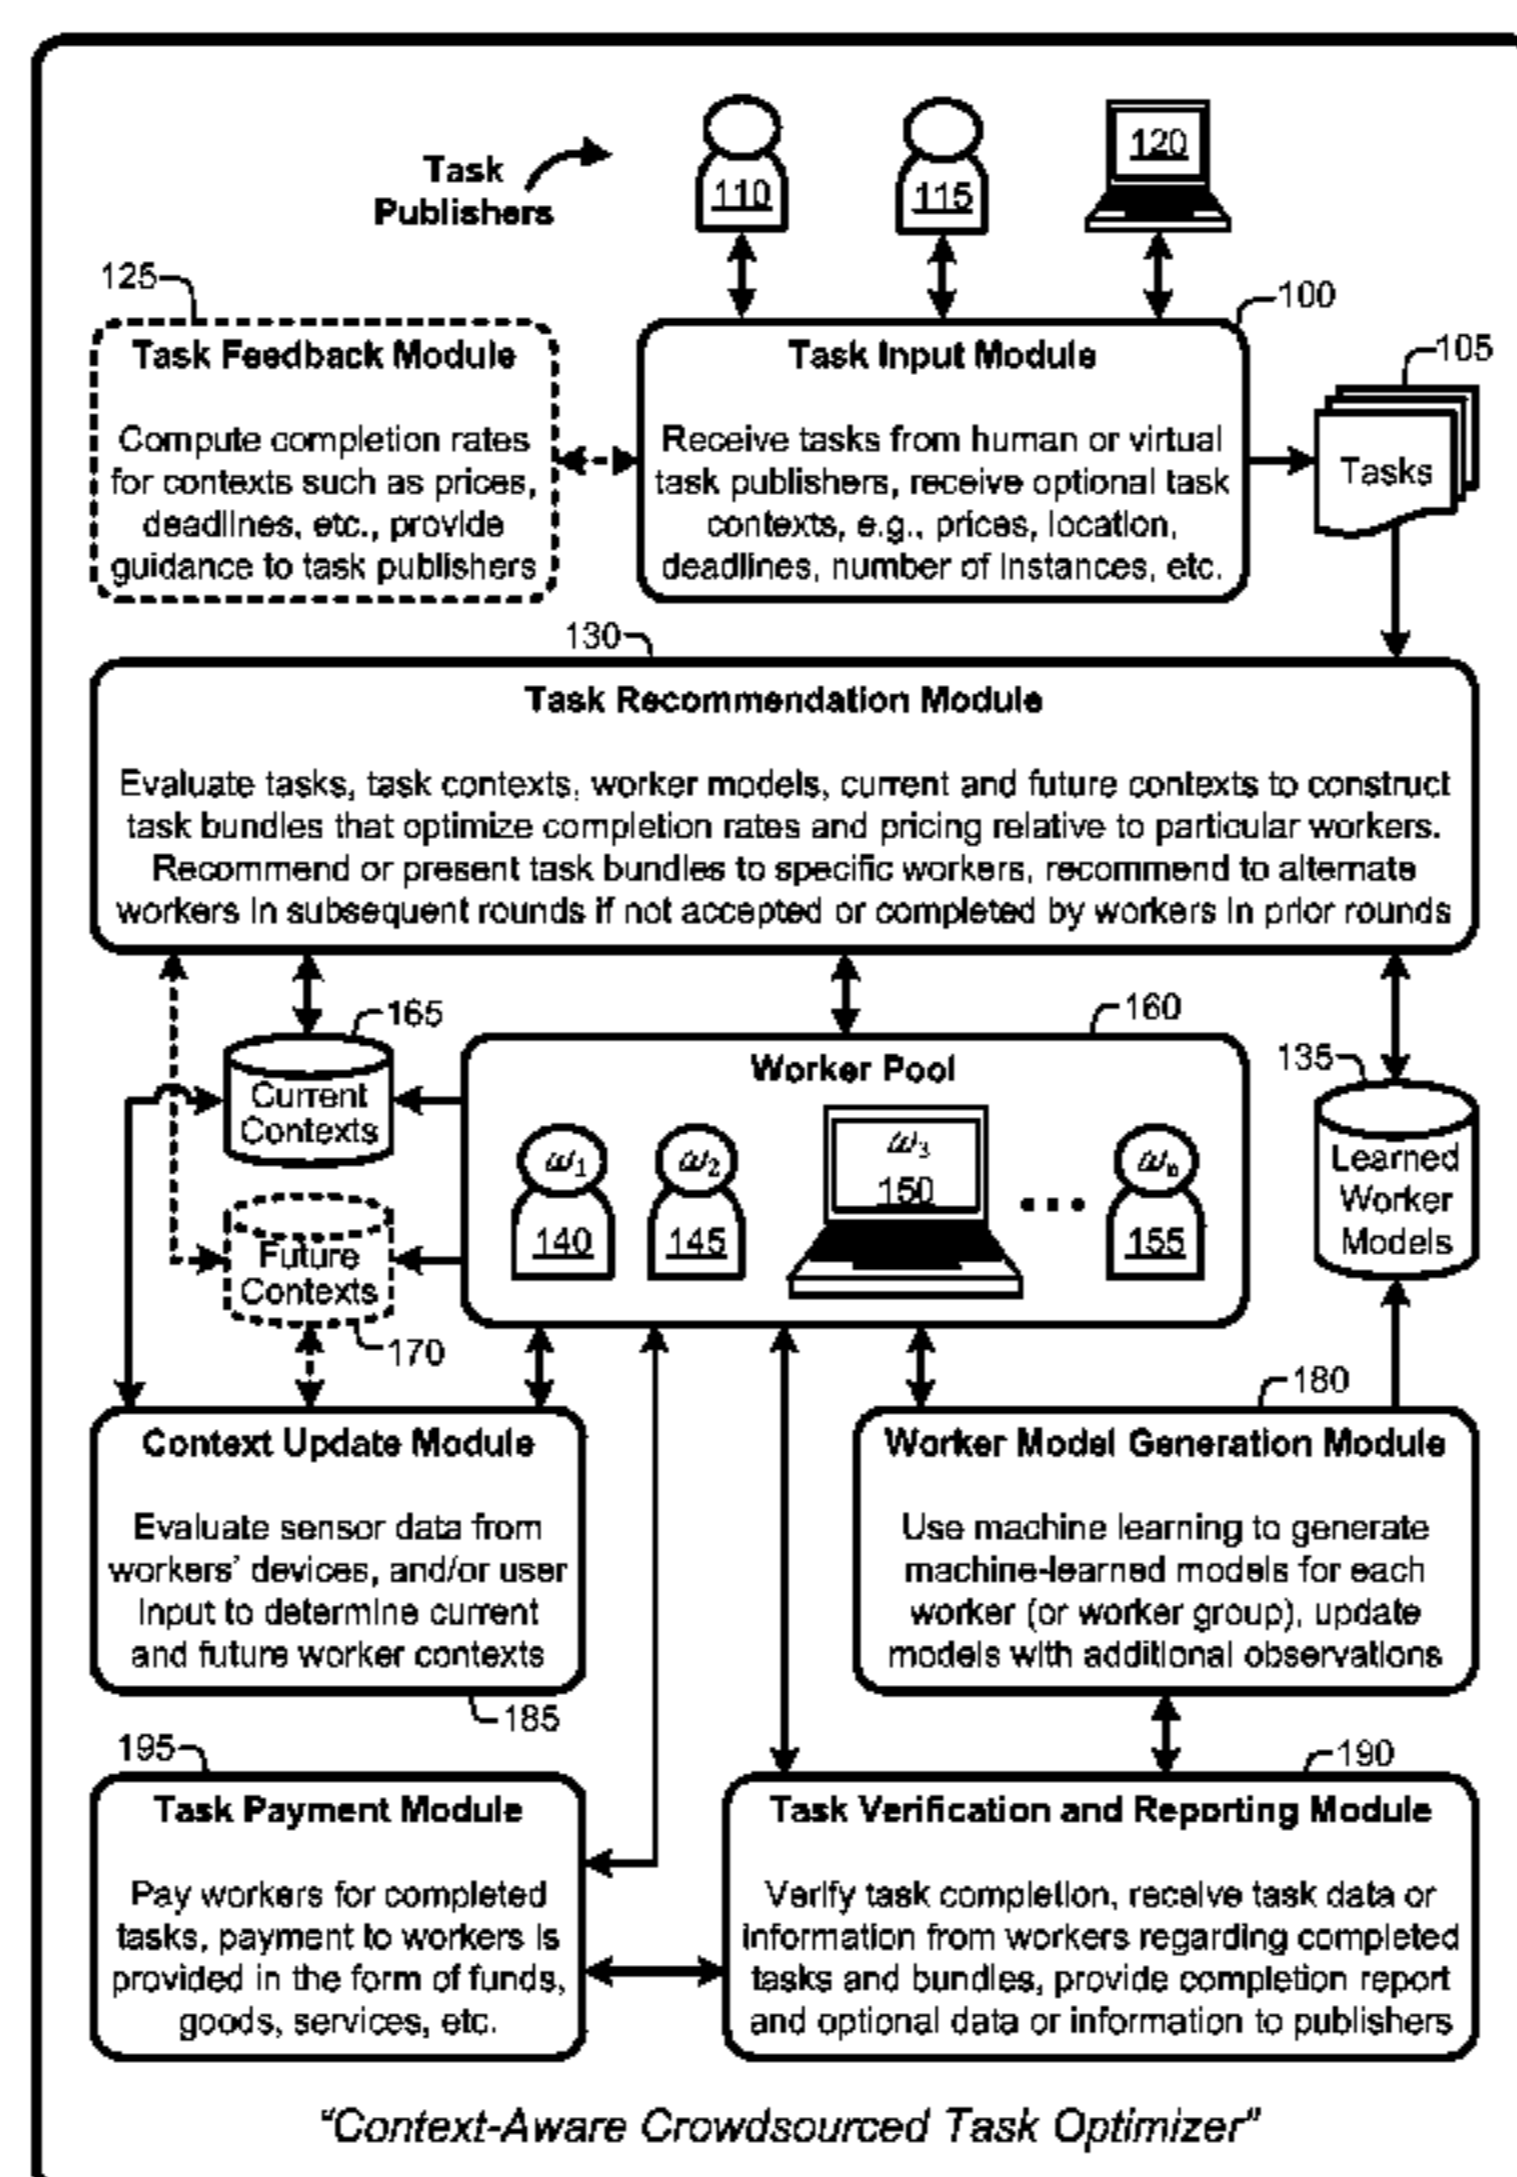 Task
Publishers
110
115
120
125
100
105
Task Feedback Module
Compute completion rates
for contexts such as prices,
deadlines, etc., provide
guidance to task publishers
Task Input Module
Receive tasks from human or virtual
task publishers, receive optional task
contexts, e.g., prices, location,
deadlines, number of instances, etc.
Tasks
130
Task Recommendation Module
Evaluate tasks, task contexts, worker models, current and future contexts to construct
task bundles that optimize completion rates and pricing relative to particular workers.
Recommend or present task bundles to specific workers, recommend to alternate
workers in subsequent rounds if not accepted or completed by workers in prior rounds
165
Current
Contexts
Future
Contexts
170
160
Worker Pool
ω1
140
ω2
145
ω3
150
...
ωn
155
135
Learned
Worker
Models
Context Update Module
Evaluate sensor data from
workers’ devices, and/or user
input to determine current
and future worker contexts
185
180
Worker Model Generation Module
Use machine learning to generate
machine-learned models for each
worker (or worker group), update
models with additional observations
195
Task Payment Module
Pay workers for completed
tasks, payment to workers is
provided in the form of funds,
goods, services, etc.
190
Task Verification and Reporting Module
Verify task completion, receive task data or
information from workers regarding completed
tasks and bundles, provide completion report
and optional data or information to publishers
“Context-Aware Crowdsourced Task Optimizer”